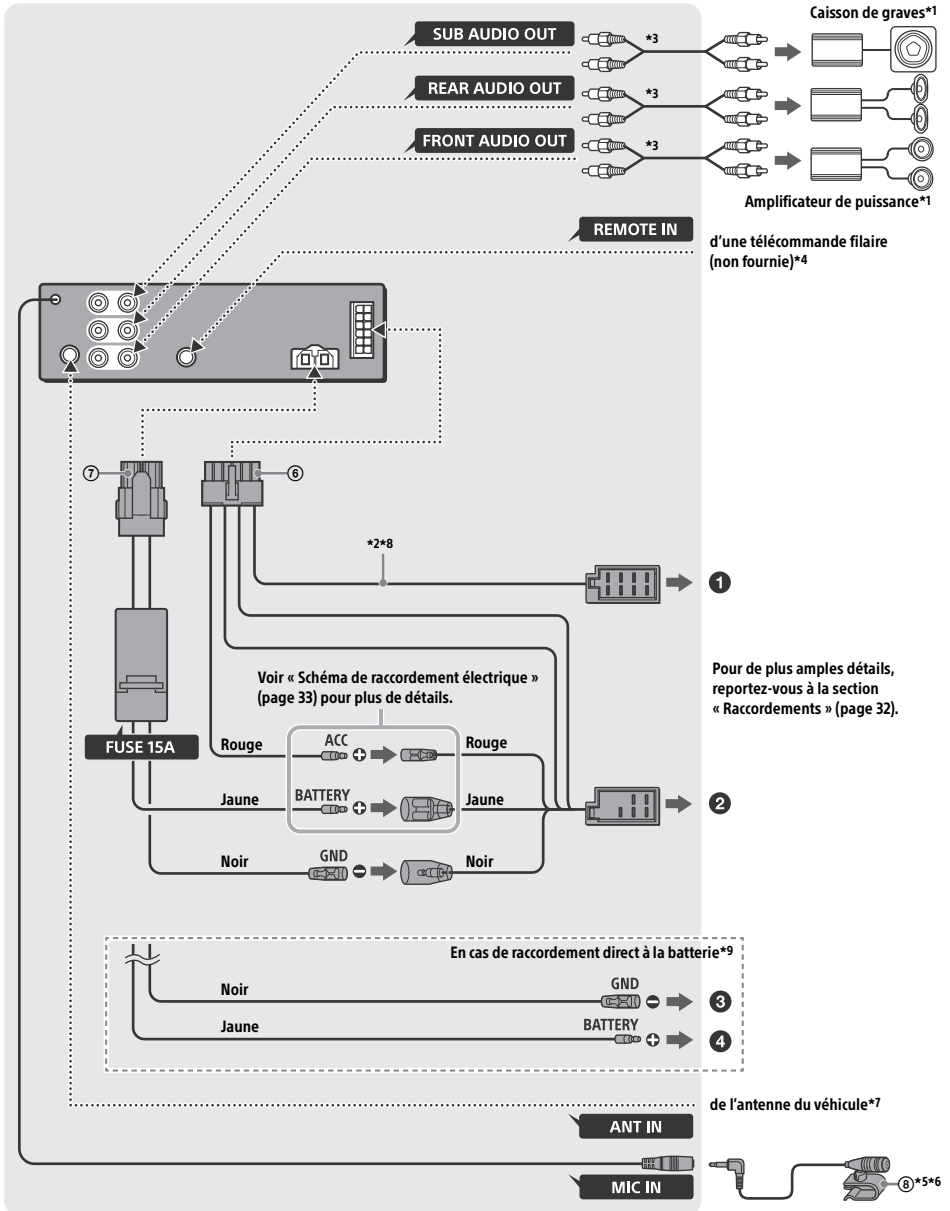 Caisson de graves*1
SUB AUDIO OUT
*3
REAR AUDIO OUT
*3
FRONT AUDIO OUT
*3
Amplificateur de puissance*1
REMOTE IN
d’une télécommande filaire
(non fournie)*4
⑦
⑥
*2*8
❶
Voir « Schéma de raccordement électrique »
(page 33) pour plus de détails.
Pour de plus amples détails,
reportez-vous à la section
« Raccordements » (page 32).
FUSE 15A
Rouge
ACC
Rouge
Jaune
BATTERY
Jaune
❷
Noir
GND
Noir
En cas de raccordement direct à la batterie*9
Noir
GND
❸
Jaune
BATTERY
❹
de l’antenne du véhicule*7
ANT IN
MIC IN
⑧*5*6